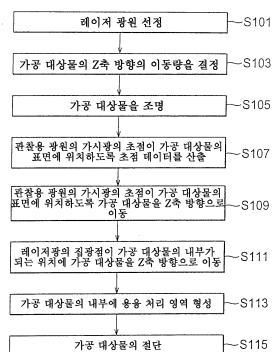 레이저 광원 선정
S101
가공 대상물의 Z축 방향의 이동량을 결정
S103
가공 대상물을 조명
S105
관찰용 광원의 가시광의 초점이 가공 대상물의
표면에 위치하도록 초점 데이터를 산출
S107
관찰용 광원의 가시광의 초점이 가공 대상물의
표면에 위치하도록 가공 대상물을 Z축 방향으로
이동
S109
레이저광의 집광점이 가공 대상물의 내부가
되는 위치에 가공 대상물을 Z축 방향으로 이동
S111
가공 대상물의 내부에 용융 처리 영역 형성
S113
가공 대상물의 절단
S115